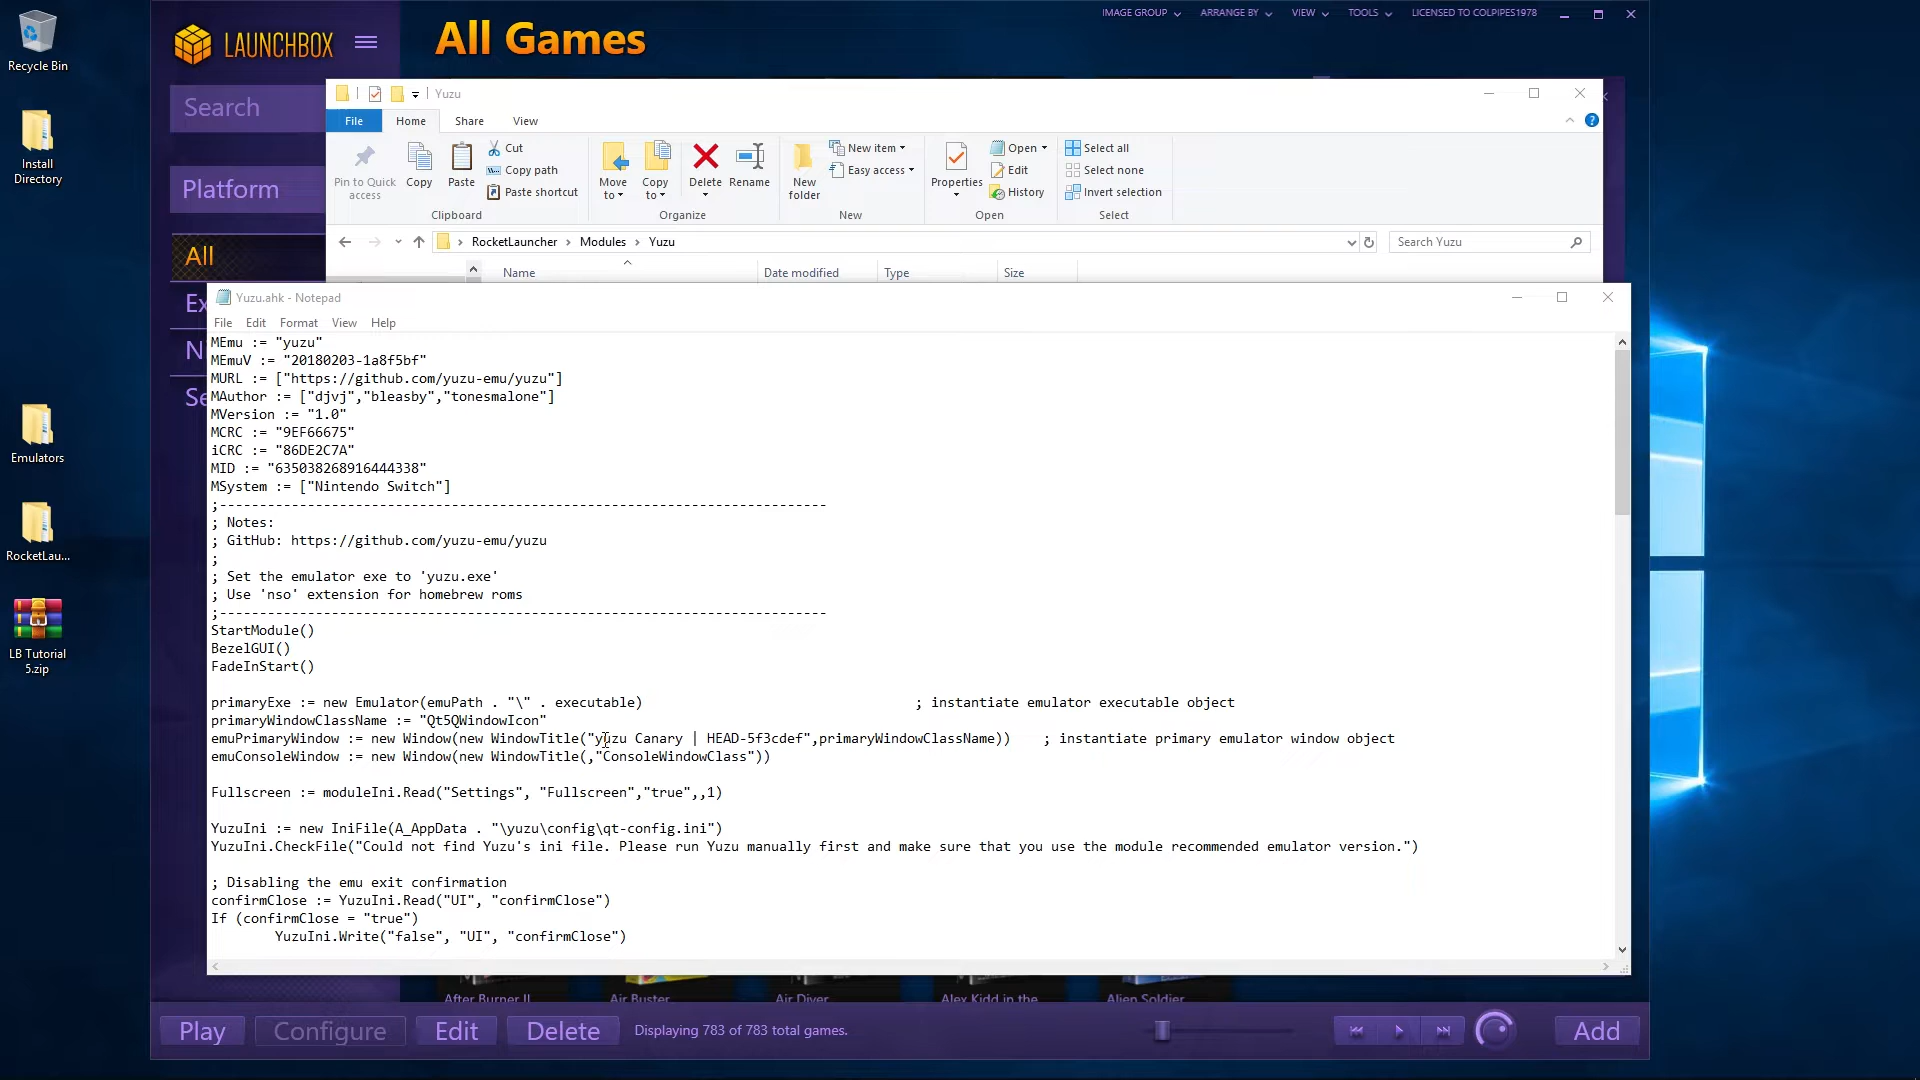 Recycle Bin
Install
Directory
Emulators
RocketLau...
LB Tutorial
5.zip
LAUNCHBOX
All Games
IMAGE GROUP
ARRANGE BY
VIEW
TOOLS
LICENSED TO COLPIPES1978
Search
Platform
All
Ex
N
Se
Yuzu
File
Home
Share
View
Pin to Quick
access
Copy
Paste
Cut
Copy path
Paste shortcut
Clipboard
Move
to
Copy
to
Delete
Rename
Organize
New
folder
New item
Easy access
New
Properties
Open
Edit
History
Open
Select all
Select none
Invert selection
Select
RocketLauncher
Modules
Yuzu
Search Yuzu
Name
Date modified
Type
Size
Yuzu.ahk - Notepad
File
Edit
Format
View
Help
MEmu := "yuzu"
MEmuV := "20180203-1a8f5bf"
MURL := ["https://github.com/yuzu-emu/yuzu"]
MAuthor := ["djvj","bleasby","tonesmalone"]
MVersion := "1.0"
MCRC := "9EF66675"
iCRC := "86DE2C7A"
MID := "635038268916444338"
MSystem := ["Nintendo Switch"]
;----------------------------------------------------------------------------
; Notes:
; GitHub: https://github.com/yuzu-emu/yuzu
;
; Set the emulator exe to 'yuzu.exe'
; Use 'nso' extension for homebrew roms
;----------------------------------------------------------------------------
StartModule()
BezelGUI()
FadeInStart()
primaryExe := new Emulator(emuPath . "\" . executable) ; instantiate emulator executable object
primaryWindowClassName := "Qt5QWindowIcon"
emuPrimaryWindow := new Window(new WindowTitle("yuzu Canary | HEAD-5f3cdef",primaryWindowClassName)) ; instantiate primary emulator window object
emuConsoleWindow := new Window(new WindowTitle(,"ConsoleWindowClass"))
Fullscreen := moduleIni.Read("Settings", "Fullscreen","true",,1)
YuzuIni := new IniFile(A_AppData . "\yuzu\config\qt-config.ini")
YuzuIni.CheckFile("Could not find Yuzu's ini file. Please run Yuzu manually first and make sure that you use the module recommended emulator version.")
; Disabling the emu exit confirmation
confirmClose := YuzuIni.Read("UI", "confirmClose")
If (confirmClose = "true")
YuzuIni.Write("false", "UI", "confirmClose")
After Burner II
Air Buster
Air Diver
Alex Kidd in the
Alien Soldier
Play
Configure
Edit
Delete
Displaying 783 of 783 total games.
Add